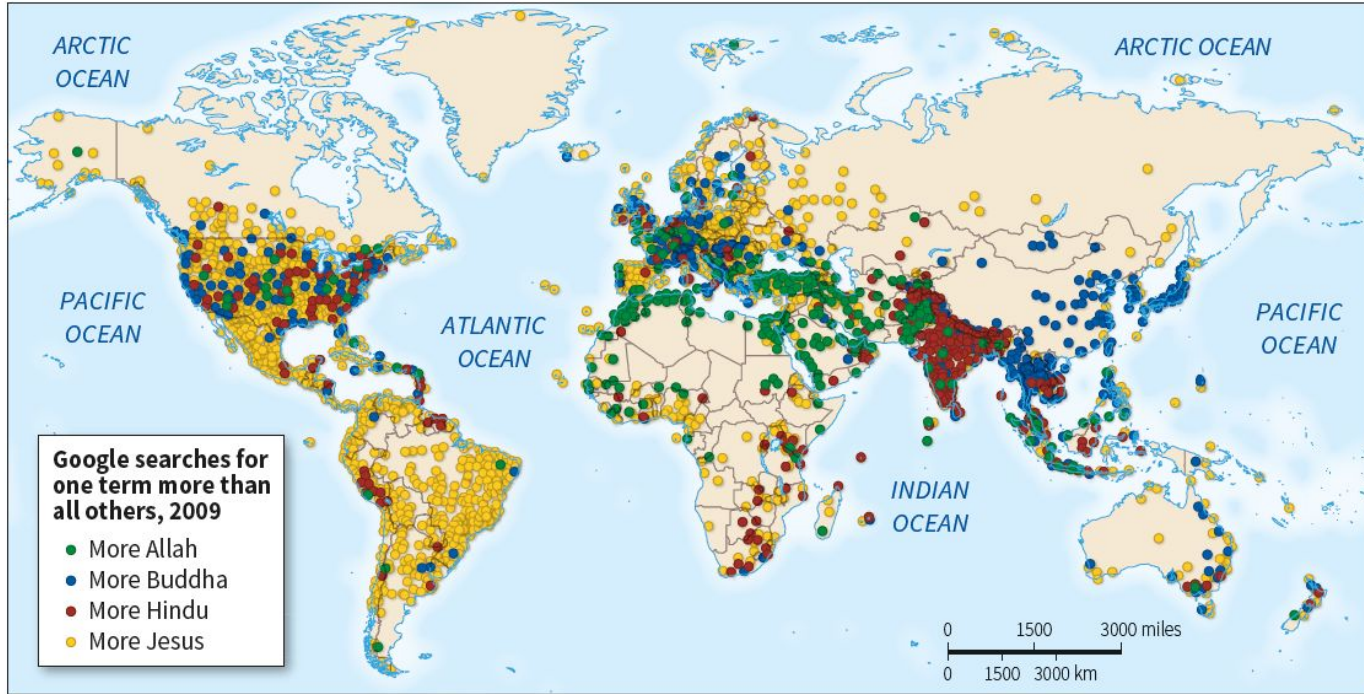 ARCTIC
OCEAN
ARCTIC OCEAN
PACIFIC
OCEAN
ATLANTIC
OCEAN
PACIFIC
OCEAN
INDIAN
OCEAN
Google searches for
one term more than
all others, 2009
More Allah
More Buddha
More Hindu
More Jesus
0 1500 3000 miles
0 1500 3000 km